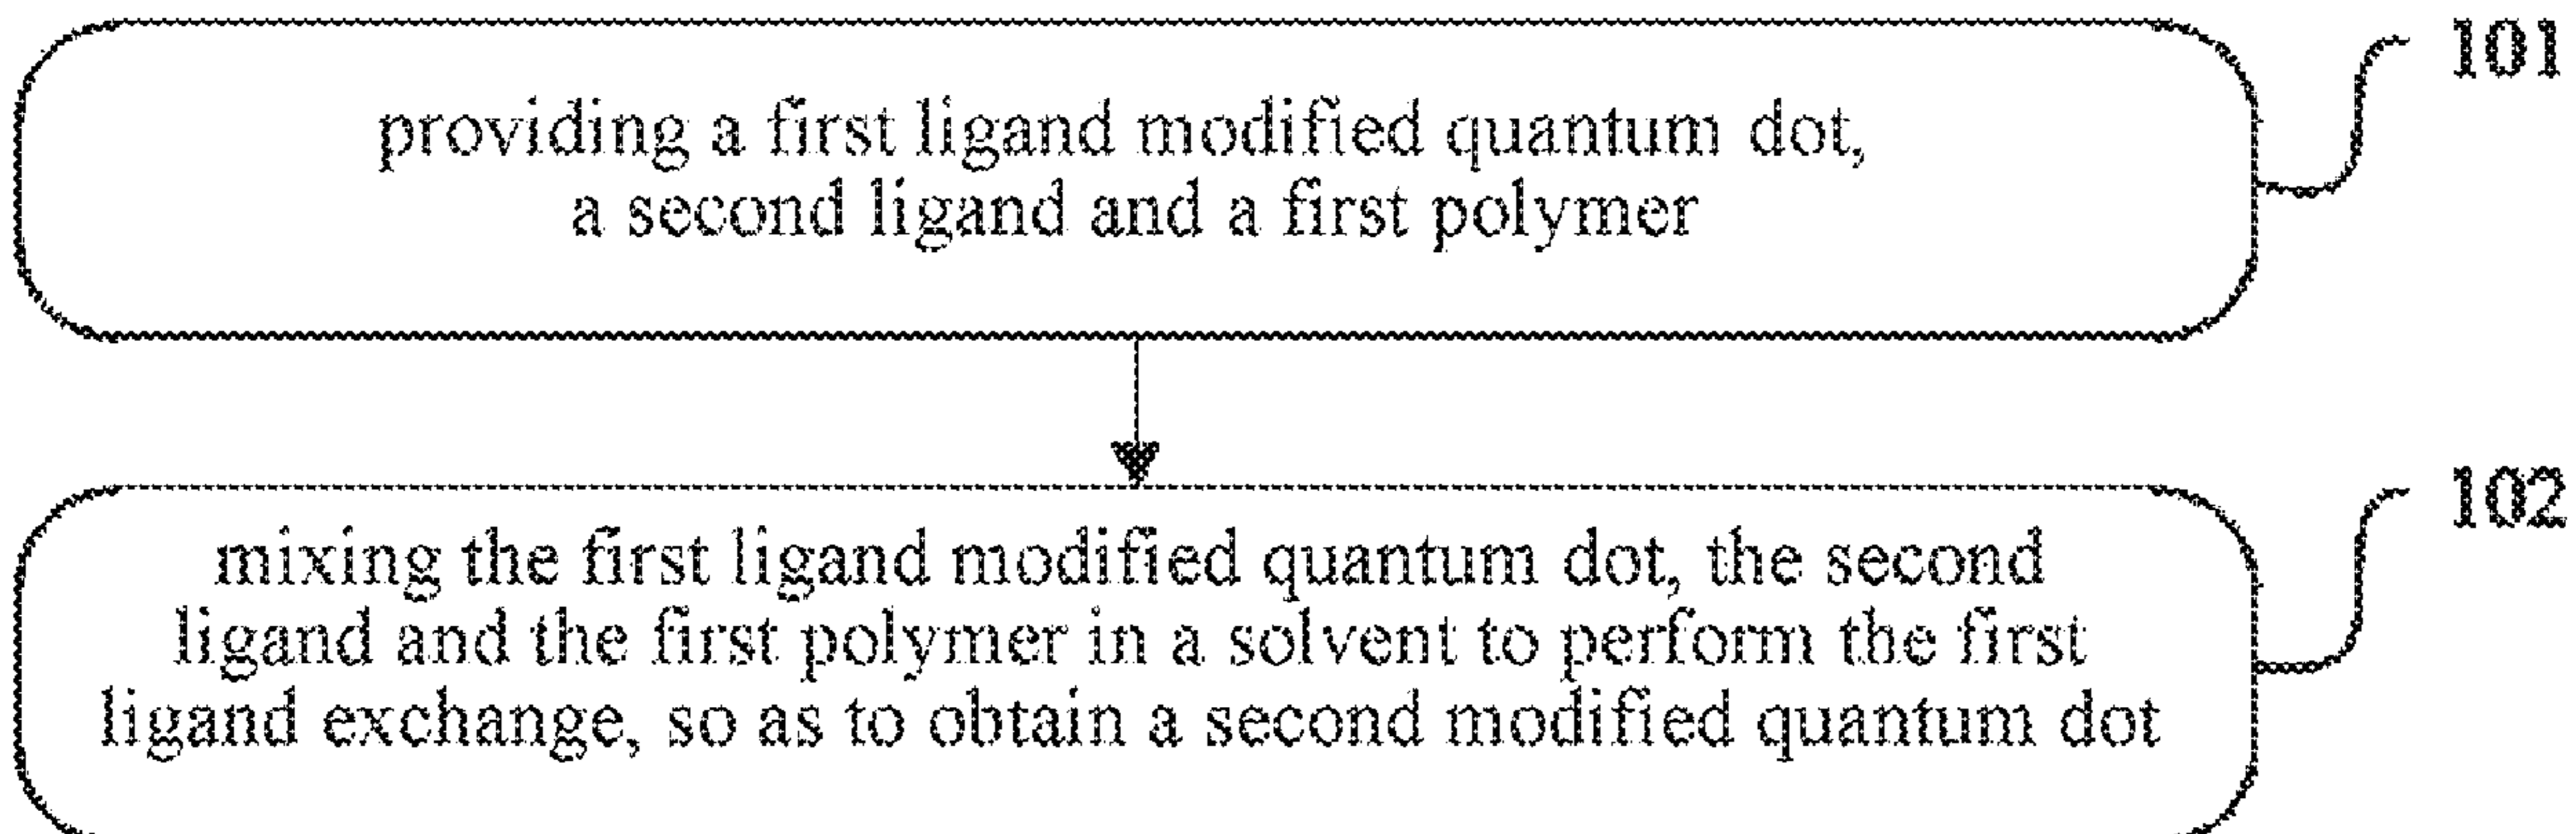 101
providing a first ligand modified quantum dot,
a second ligand and a first polymer
102
mixing the first ligand modified quantum dot, the second
ligand and the first polymer in a solvent to perform the first
ligand exchange, so as to obtain a second modified quantum dot